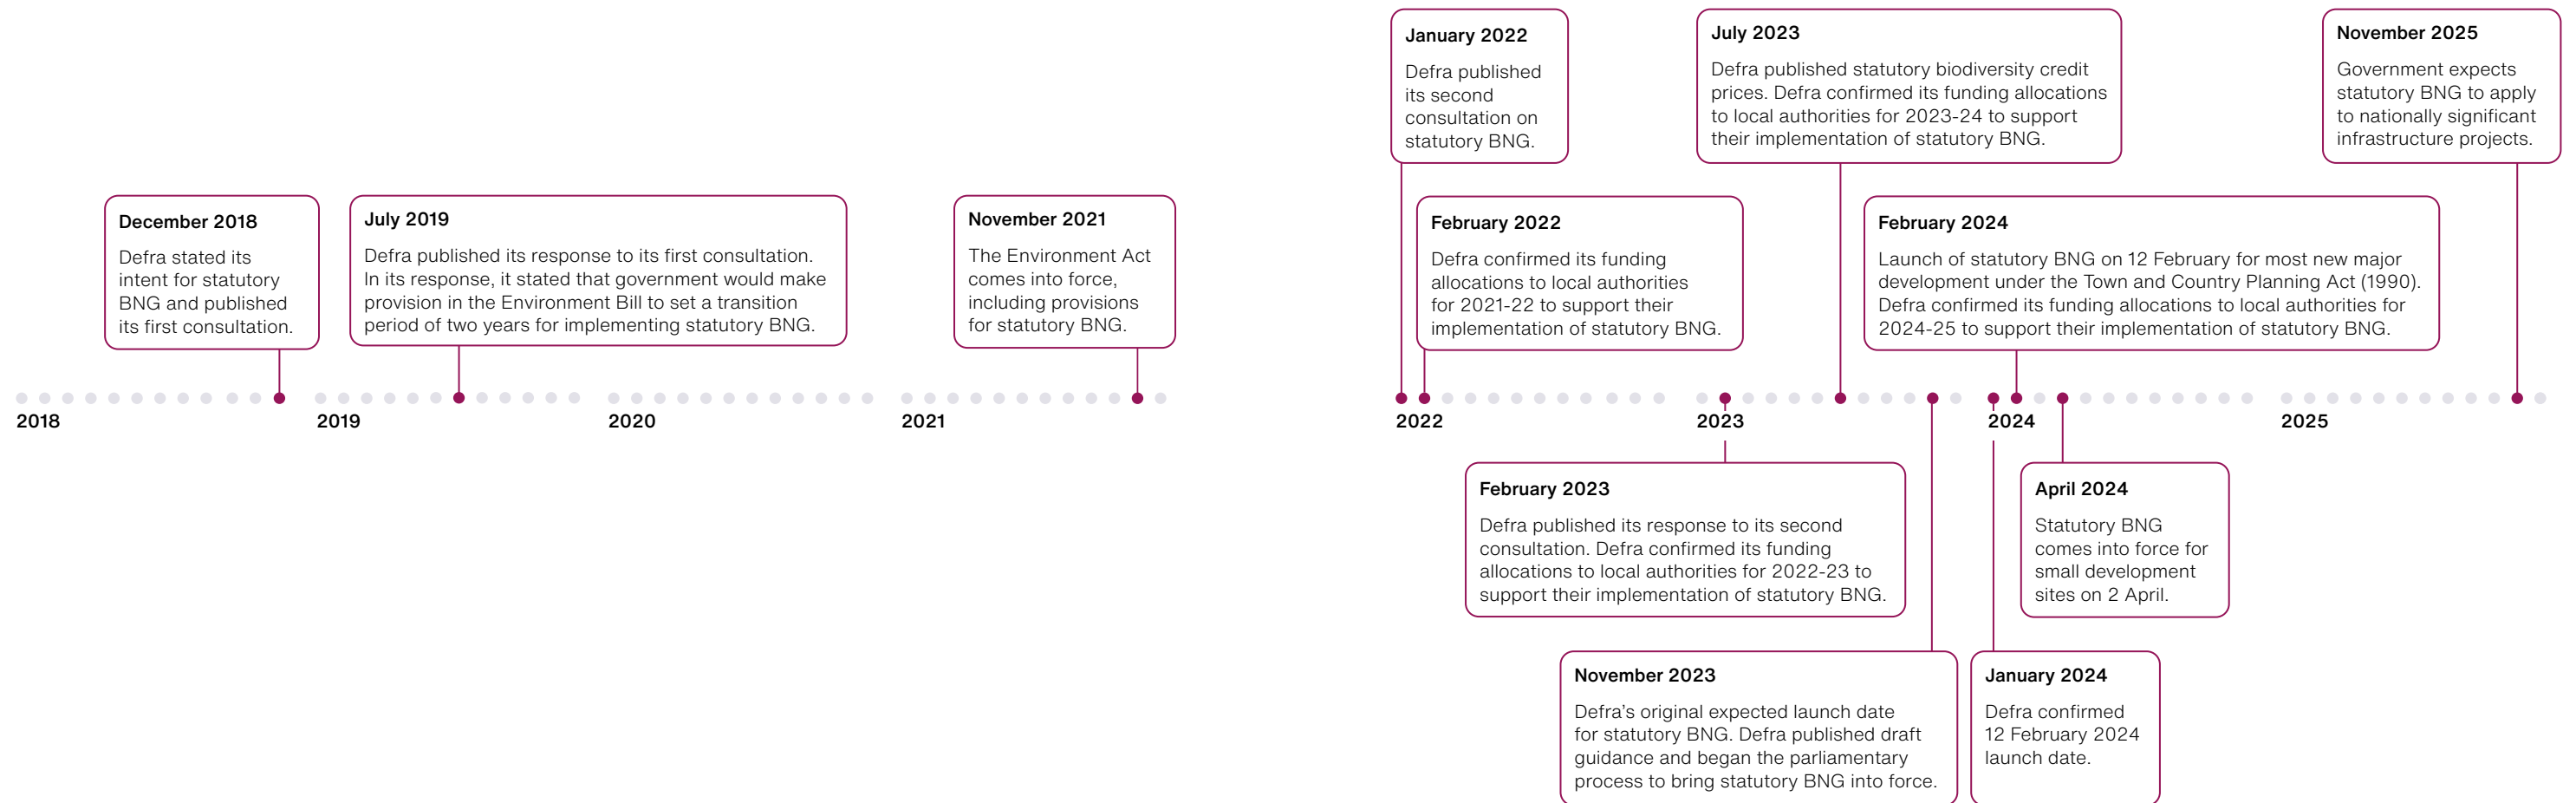 December 2018
Defra stated its
intent for statutory
BNG and published
its first consultation.
July 2019
Defra published its response to its first consultation.
In its response, it stated that government would make
provision in the Environment Bill to set a transition
period of two years for implementing statutory BNG.
November 2021
The Environment Act
comes into force,
including provisions
for statutory BNG.
January 2022
Defra published
its second
consultation on
statutory BNG.
February 2022
Defra confirmed its funding
allocations to local authorities
for 2021-22 to support their
implementation of statutory BNG.
July 2023
Defra published statutory biodiversity credit
prices. Defra confirmed its funding allocations
to local authorities for 2023-24 to support
their implementation of statutory BNG.
February 2024
Launch of statutory BNG on 12 February for most new major
development under the Town and Country Planning Act (1990).
Defra confirmed its funding allocations to local authorities for
2024-25 to support their implementation of statutory BNG.
November 2025
Government expects
statutory BNG to apply
to nationally significant
infrastructure projects.
2018
2019
2020
2021
2022
2023
2024
2025
February 2023
Defra published its response to its second
consultation. Defra confirmed its funding
allocations to local authorities for 2022-23 to
support their implementation of statutory BNG.
April 2024
Statutory BNG
comes into force for
small development
sites on 2 April.
November 2023
Defra's original expected launch date
for statutory BNG. Defra published draft
guidance and began the parliamentary
process to bring statutory BNG into force.
January 2024
Defra confirmed
12 February 2024
launch date.